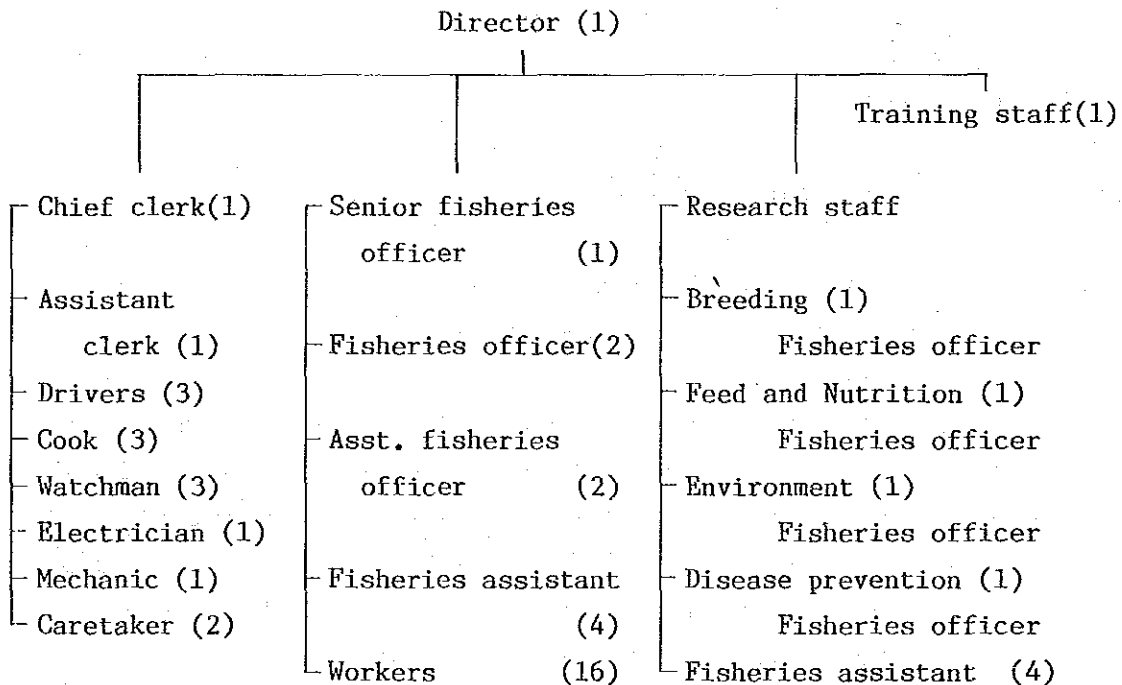 Director (1)
Training staff(1)
Chief clerk(1)
Assistant
clerk (1)
Drivers (3)
Cook (3)
Watchman (3)
Electrician (1)
Mechanic (1)
Caretaker (2)
Senior fisheries
officer (1)
Fisheries officer(2)
Asst. fisheries
officer (2)
Fisheries assistant
(4)
Workers (16)
Research staff
Breeding (1)
Fisheries officer
Feed and Nutrition (1)
Fisheries officer
Environment (1)
Fisheries officer
Disease prevention (1)
Fisheries officer
Fisheries assistant (4)